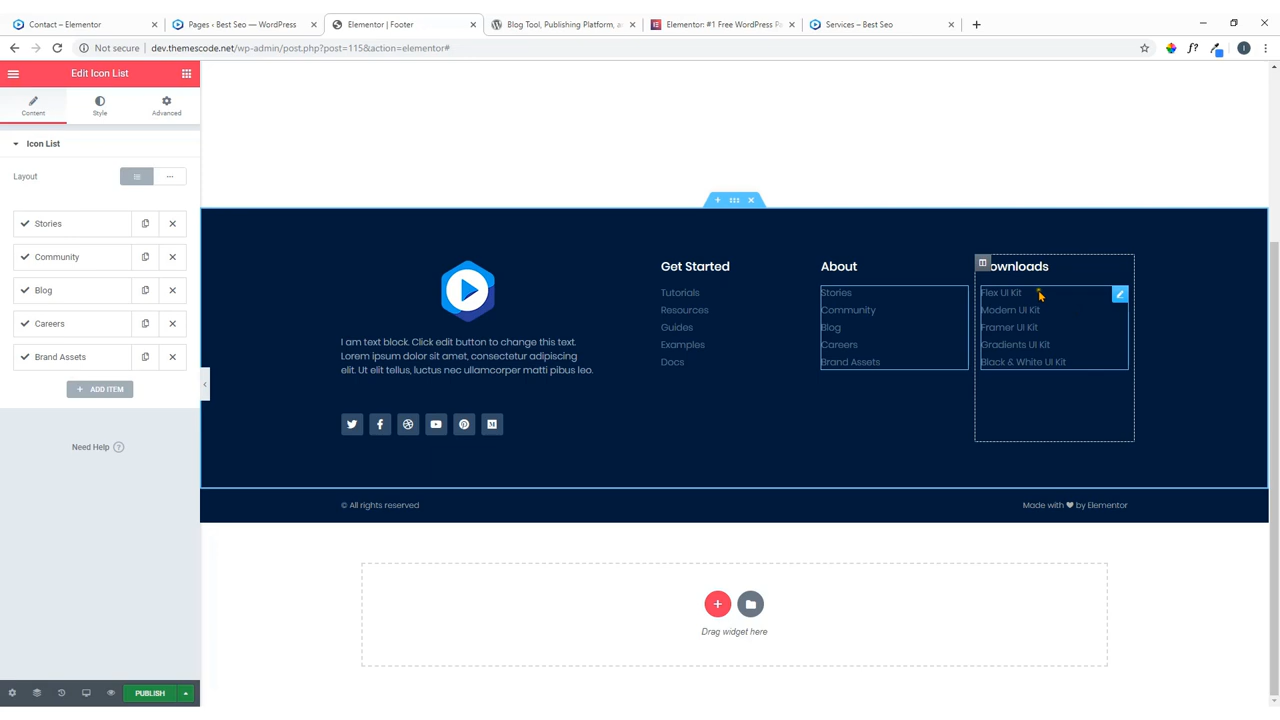 Contact – Elementor
Pages ‹ Best Seo — WordPress
Elementor | Footer
Blog Tool, Publishing Platform, a
Elementor: #1 Free WordPress P
Services – Best Seo
Not secure
dev.themescode.net/wp-admin/post.php?post=115&action=elementor#
f?
I
Edit Icon List
Content
Style
Advanced
Icon List
Layout
Stories
Community
Blog
Careers
Brand Assets
ADD ITEM
Need Help
PUBLISH
I am text block. Click edit button to change this text.
Lorem ipsum dolor sit amet, consectetur adipiscing
elit. Ut elit tellus, luctus nec ullamcorper mattis pulvinar leo.
Get Started
Tutorials
Resources
Guides
Examples
Docs
About
Stories
Community
Blog
Careers
Brand Assets
Downloads
Flex UI Kit
Modern UI Kit
Framer UI Kit
Gradients UI Kit
Black & White UI Kit
© All rights reserved
Made with ❤ by Elementor
Drag widget here